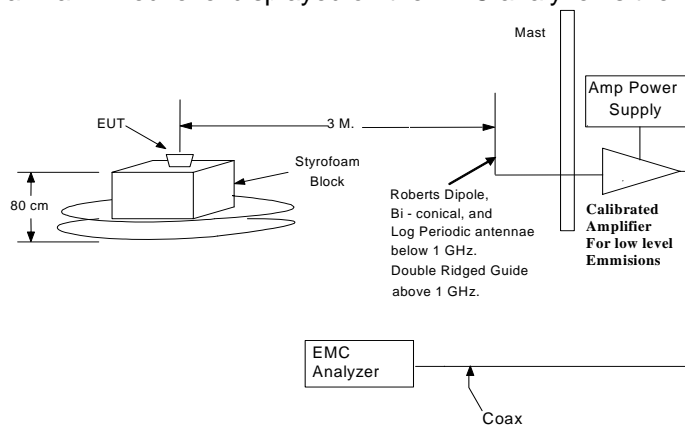 Mast
Amp Power
Supply
EUT
3 M.
Styrofoam
Block
80 cm
Roberts Dipole,
Bi - conical, and
Log Periodic antennae
below 1 GHz.
Double Ridged Guide
above 1 GHz.
Calibrated
Amplifier
For low level
Emmisions
EMC
Analyzer
Coax